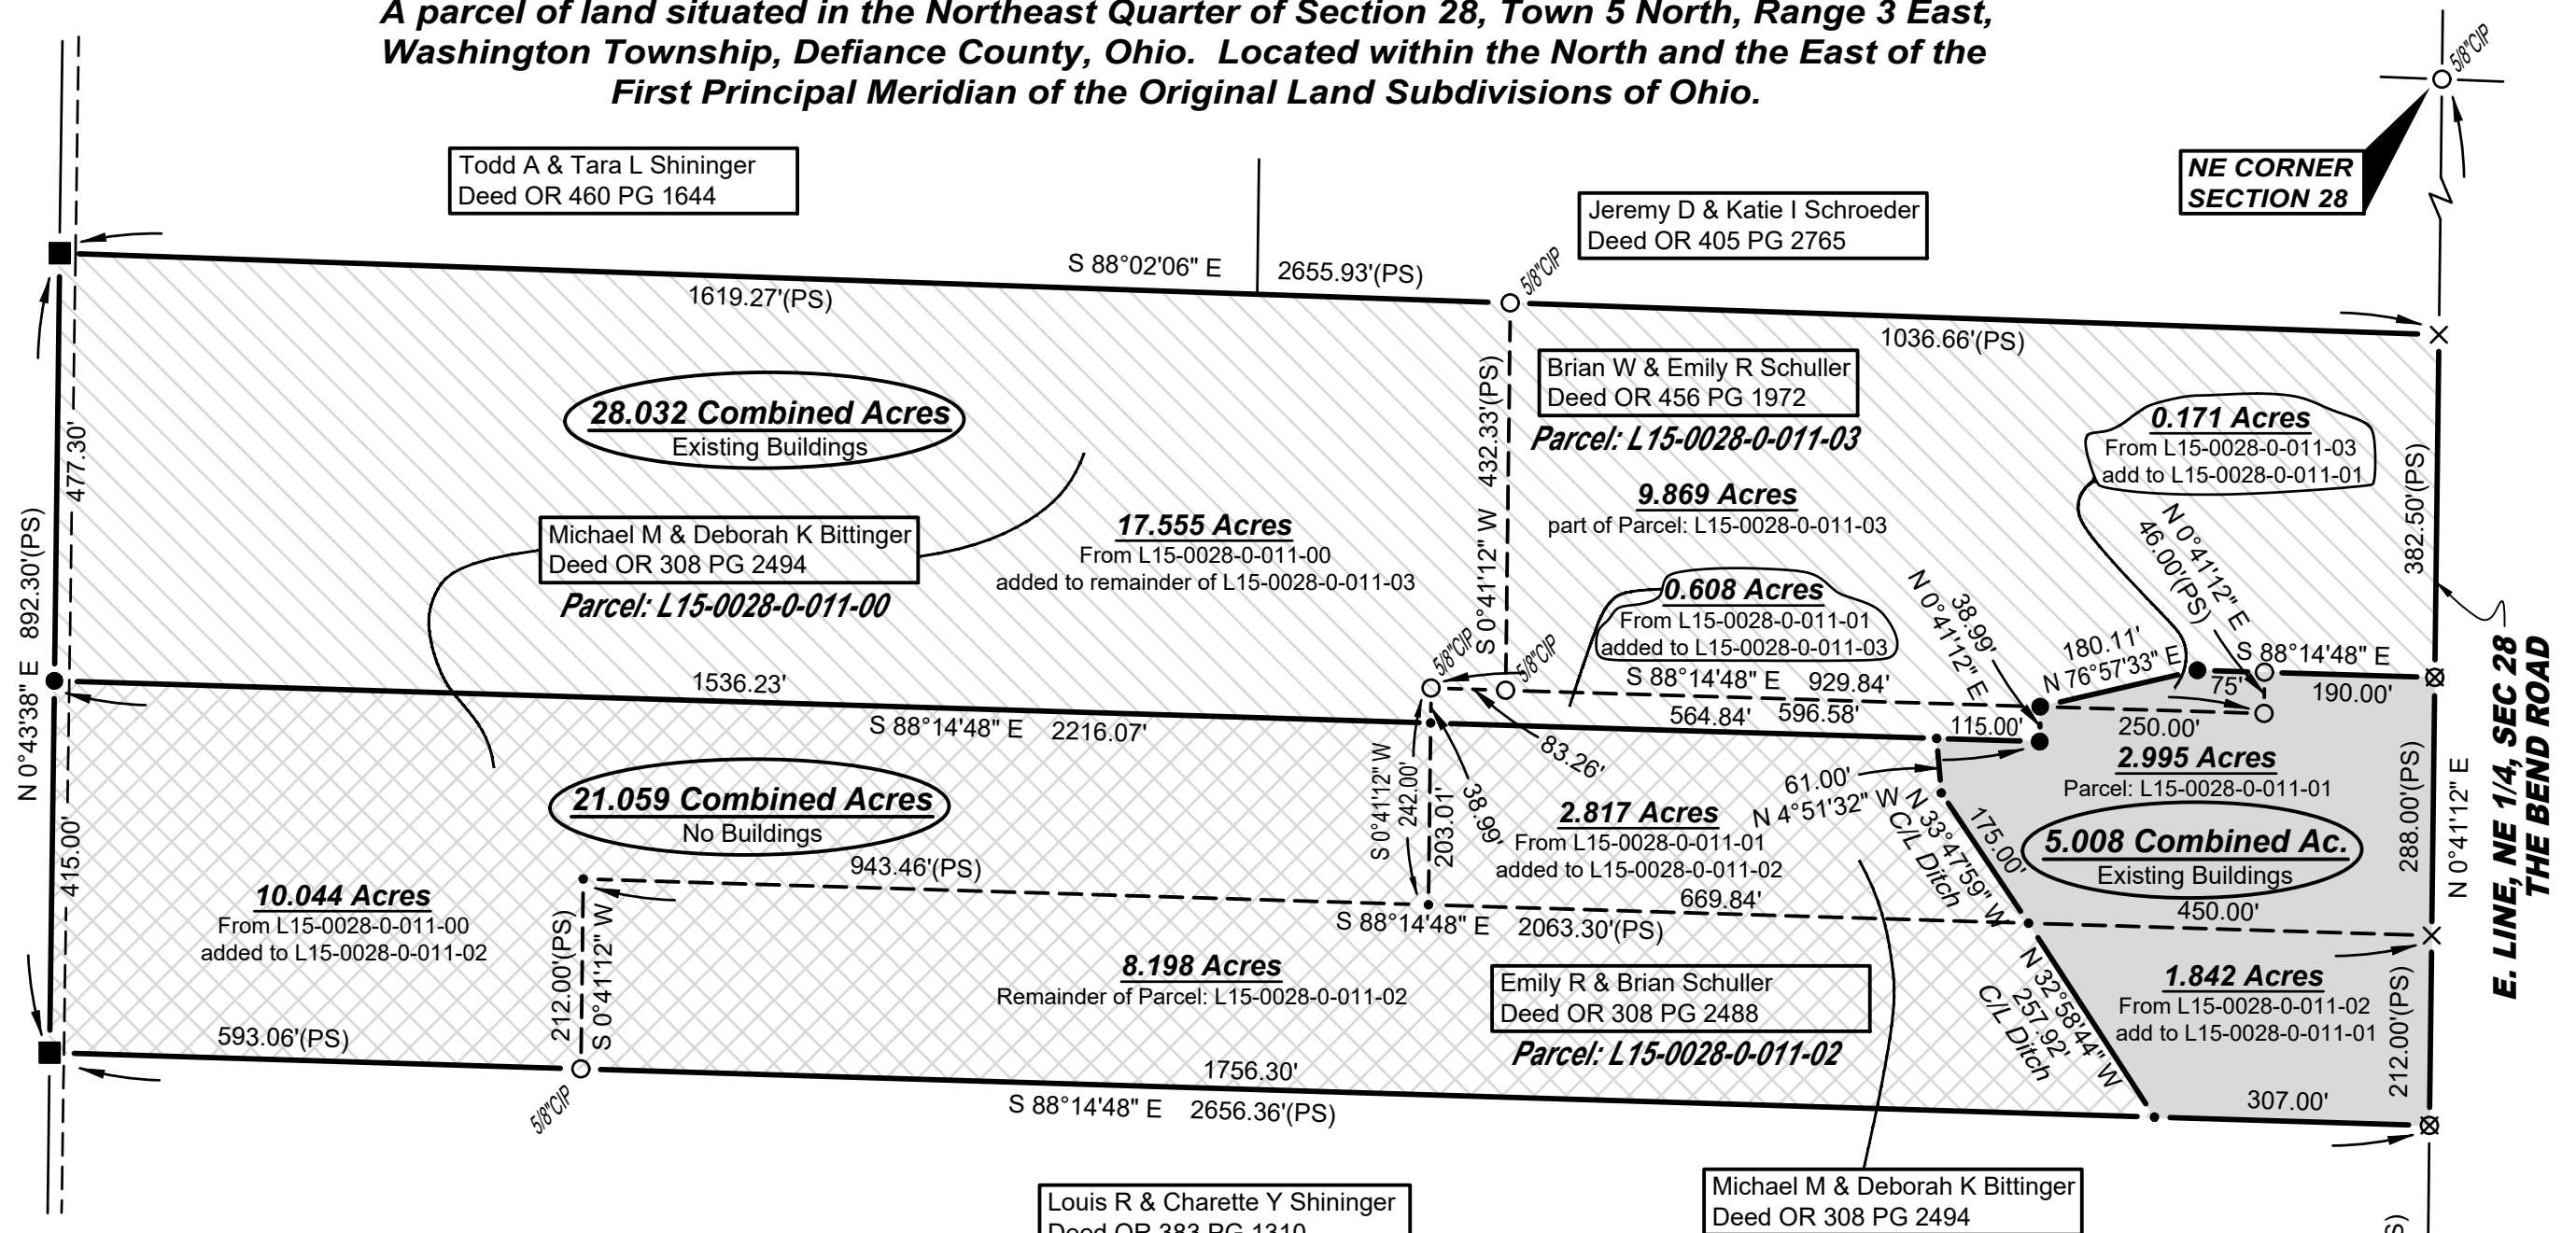 A parcel of land situated in the Northeast Quarter of Section 28, Town 5 North, Range 3 East,
Washington Township, Defiance County, Ohio.  Located within the North and the East of the
First Principal Meridian of the Original Land Subdivisions of Ohio.
5/8"CIP
NE CORNER
SECTION 28
Todd A & Tara L Shininger
Deed OR 460 PG 1644
Jeremy D & Katie I Schroeder
Deed OR 405 PG 2765
S 88°02'06" E
2655.93'(PS)
1619.27'(PS)
5/8"CIP
1036.66'(PS)
28.032 Combined Acres
Existing Buildings
477.30'
N 0°43'38" E 892.30'(PS)
Michael M & Deborah K Bittinger
Deed OR 308 PG 2494
Parcel: L15-0028-0-011-00
17.555 Acres
From L15-0028-0-011-00
added to remainder of L15-0028-0-011-03
S 0°41'12" W 432.33'(PS)
Brian W & Emily R Schuller
Deed OR 456 PG 1972
Parcel: L15-0028-0-011-03
9.869 Acres
part of Parcel: L15-0028-0-011-03
0.171 Acres
From L15-0028-0-011-03
add to L15-0028-0-011-01
382.50'(PS)
N 0°41'12" E
46.00'(PS)
0.608 Acres
From L15-0028-0-011-01
added to L15-0028-0-011-03
38.99'
N 0°41'12" E
180.11'
N 76°57'33" E
S 88°14'48" E
75'
190.00'
250.00'
5/8"CIP
5/8"CIP
S 88°14'48" E 929.84'
564.84' 596.58'
115.00'
1536.23'
S 88°14'48" E 2216.07'
83.26'
38.99'
S 0°41'12" W
242.00'
203.01'
61.00'
N 4°51'32" W
N 33°47'59" W
175.00'
C/L Ditch
2.995 Acres
Parcel: L15-0028-0-011-01
5.008 Combined Ac.
Existing Buildings
288.00'(PS)
N 0°41'12" E
E. LINE, NE 1/4, SEC 28
THE BEND ROAD
21.059 Combined Acres
No Buildings
2.817 Acres
From L15-0028-0-011-01
added to L15-0028-0-011-02
669.84'
943.46'(PS)
S 88°14'48" E 2063.30'(PS)
450.00'
415.00'
10.044 Acres
From L15-0028-0-011-00
added to L15-0028-0-011-02
212.00'(PS)
S 0°41'12" W
8.198 Acres
Remainder of Parcel: L15-0028-0-011-02
Emily R & Brian Schuller
Deed OR 308 PG 2488
Parcel: L15-0028-0-011-02
N 32°58'44" W
257.92'
C/L Ditch
1.842 Acres
From L15-0028-0-011-02
add to L15-0028-0-011-01
212.00'(PS)
593.06'(PS)
5/8"CIP
1756.30'
S 88°14'48" E 2656.36'(PS)
307.00'
Louis R & Charette Y Shininger
Deed OR 383 PG 1310
Michael M & Deborah K Bittinger
Deed OR 308 PG 2494